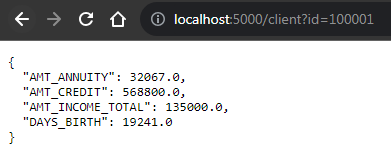 localhost:5000/client?id=100001
{
  "AMT_ANNUITY": 32067.0,
  "AMT_CREDIT": 568800.0,
  "AMT_INCOME_TOTAL": 135000.0,
  "DAYS_BIRTH": 19241.0
}